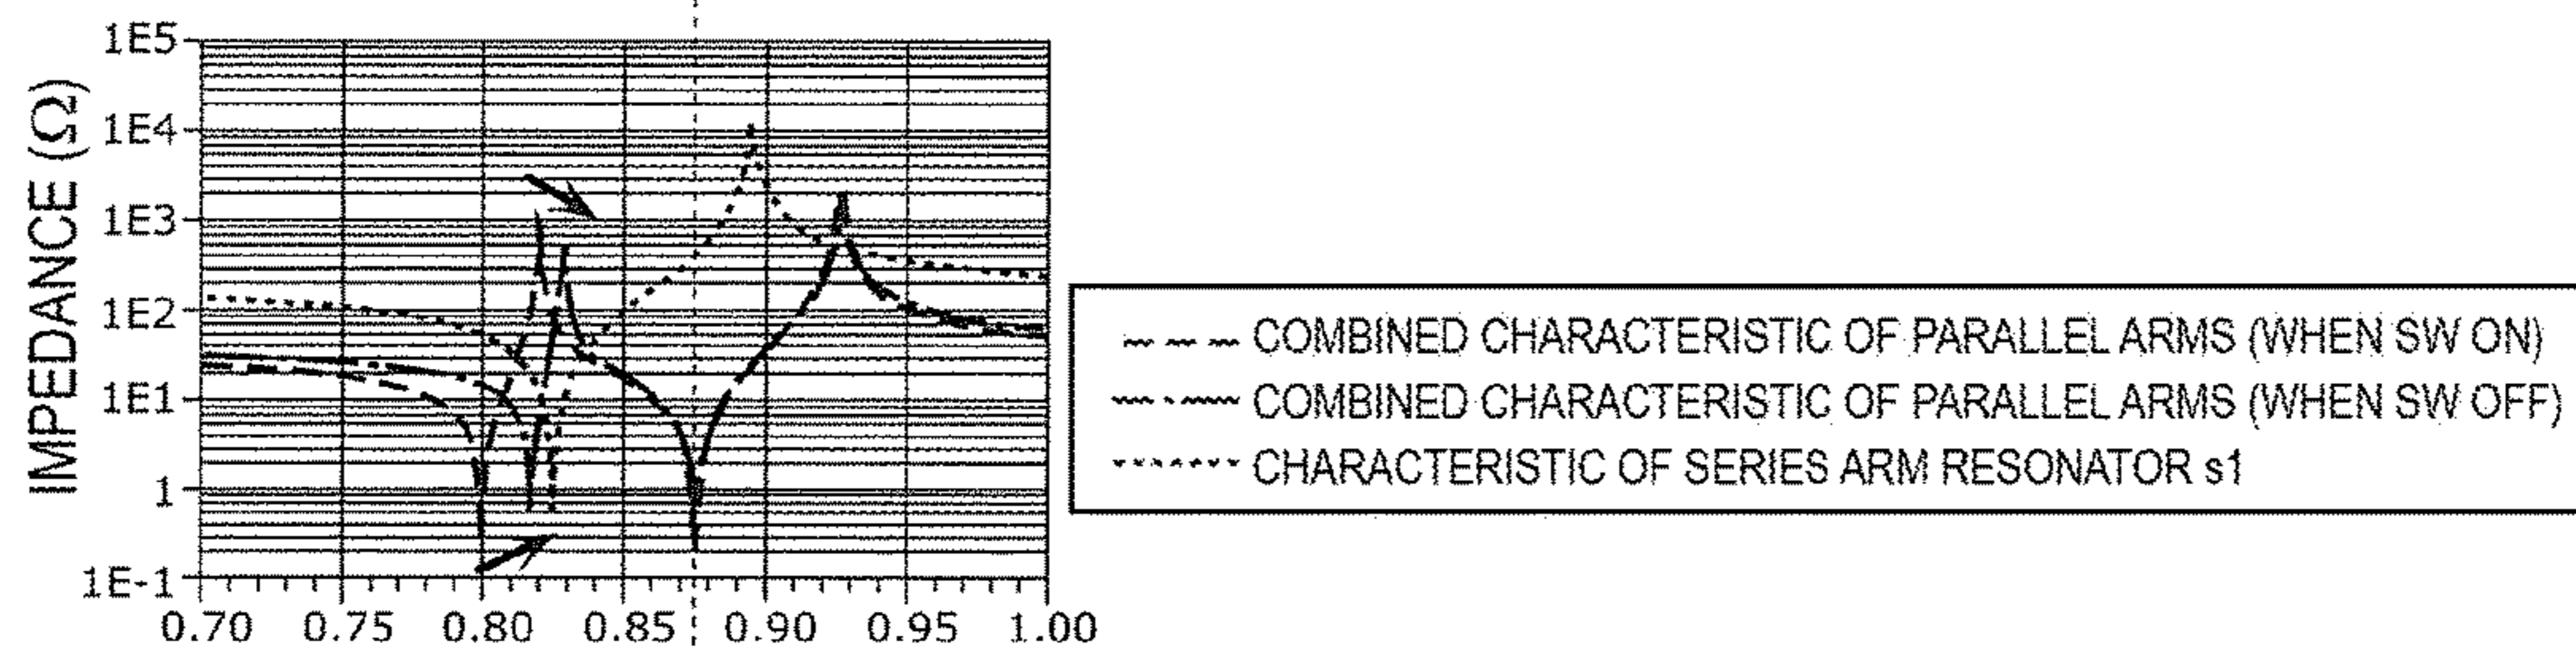 1E5
1E4
1E3
1E2
1E1
1
1E-1
IMPEDANCE (Ω)
0.70 0.75 0.80 0.85 0.90 0.95 1.00
COMBINED CHARACTERISTIC OF PARALLEL ARMS (WHEN SW ON)
COMBINED CHARACTERISTIC OF PARALLEL ARMS (WHEN SW OFF)
CHARACTERISTIC OF SERIES ARM RESONATOR s1